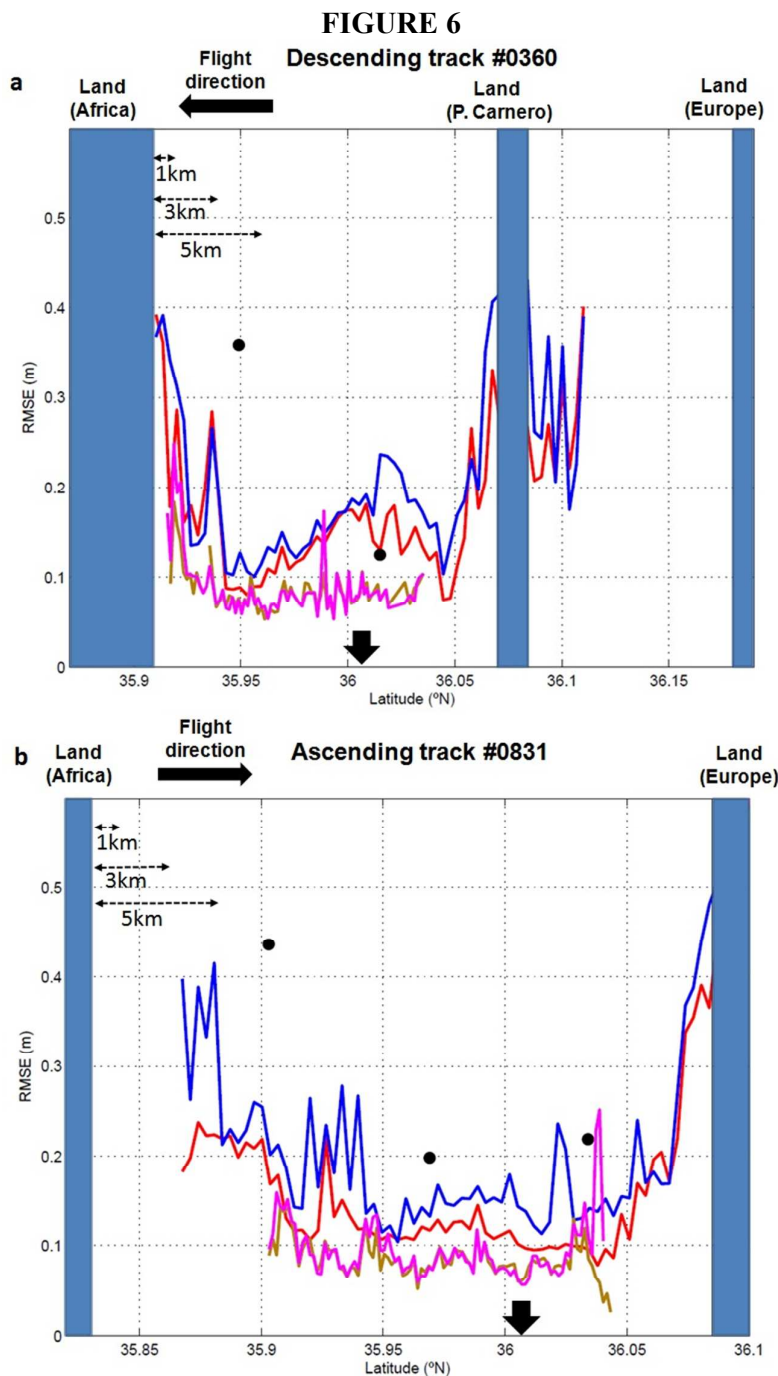 FIGURE 6
a
Flight direction
Descending track #0360
Land (Africa)
Land (P. Carnero)
Land (Europe)
1km
3km
5km
0.5
0.4
0.3
0.2
0.1
0
RMSE (m)
35.9 35.95 36 36.05 36.1 36.15
Latitude (ºN)
b
Flight direction
Ascending track #0831
Land (Africa)
Land (Europe)
1km
3km
5km
0.5
0.4
0.3
0.2
0.1
0
RMSE (m)
35.85 35.9 35.95 36 36.05 36.1
Latitude (ºN)